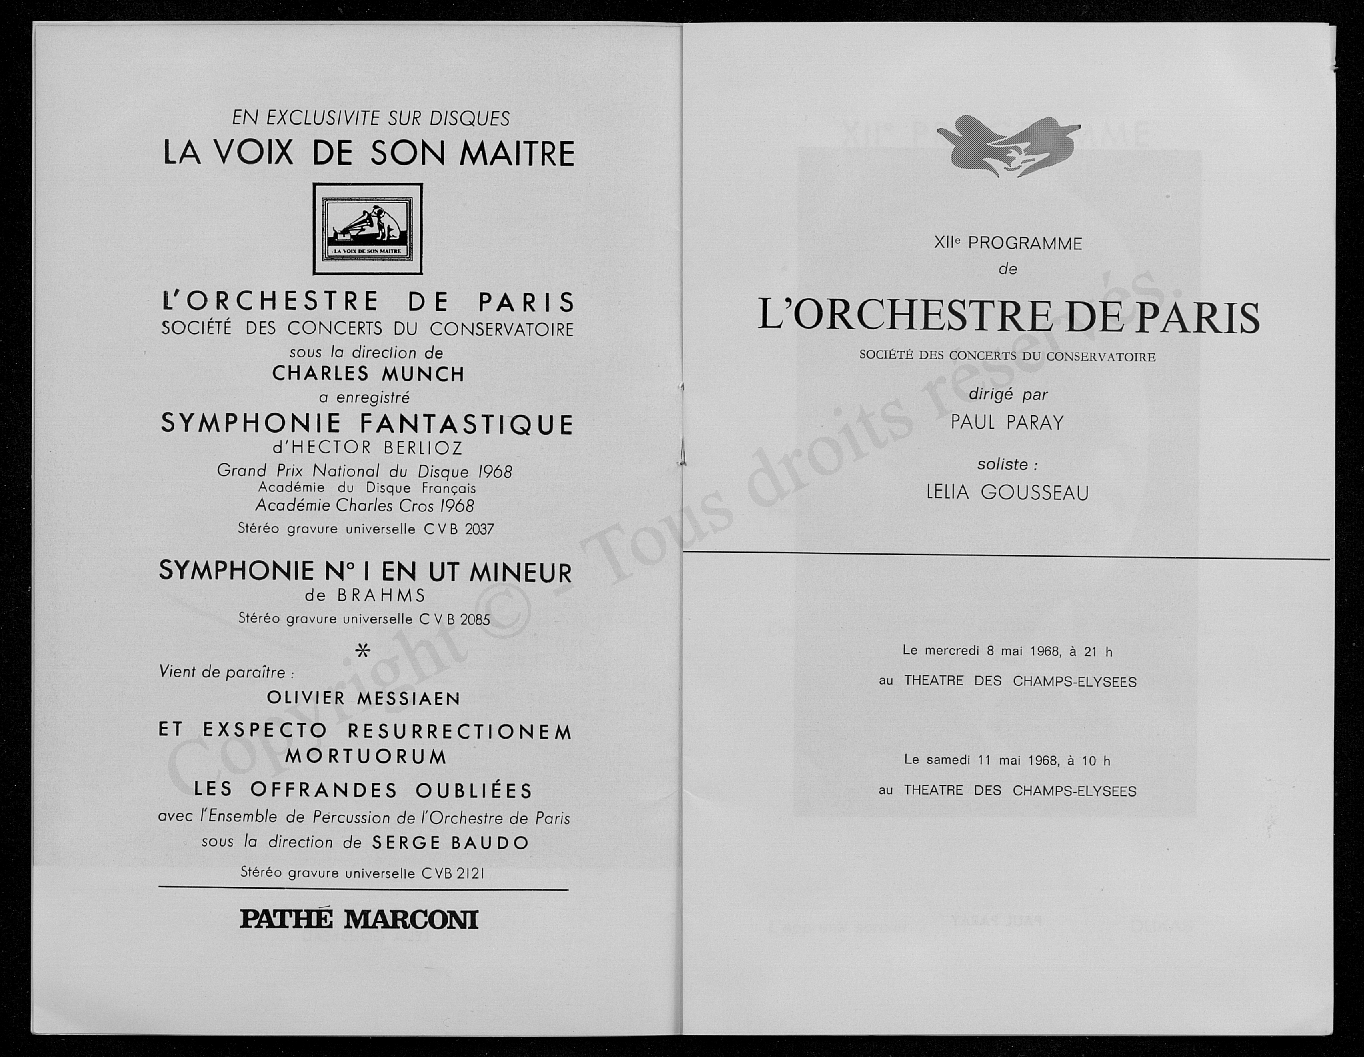 EN EXCLUSIVITE SUR DISQUES
LA VOIX DE SON MAITRE
LA VOIX DE SON MAITRE
L'ORCHESTRE DE PARIS
SOCIÉTÉ DES CONCERTS DU CONSERVATOIRE
sous la direction de
CHARLES MUNCH
a enregistré
SYMPHONIE FANTASTIQUE
d'HECTOR BERLIOZ
Grand Prix National du Disque 1968
Académie du Disque Français
Académie Charles Cros 1968
Stéréo gravure universelle CVB 2037
SYMPHONIE N° 1 EN UT MINEUR
de BRAHMS
Stéréo gravure universelle CVB 2085
*
Vient de paraître :
OLIVIER MESSIAEN
ET EXSPECTO RESURRECTIONEM
MORTUORUM
LES OFFRANDES OUBLIÉES
avec l'Ensemble de Percussion de l'Orchestre de Paris
sous la direction de SERGE BAUDO
Stéréo gravure universelle CVB 2121
PATHÉ MARCONI
XIIe PROGRAMME
de
L'ORCHESTRE DE PARIS
SOCIÉTÉ DES CONCERTS DU CONSERVATOIRE
dirigé par
PAUL PARAY
soliste :
LELIA GOUSSEAU
Le mercredi 8 mai 1968, à 21 h
au THEATRE DES CHAMPS-ELYSEES
Le samedi 11 mai 1968, à 10 h
au THEATRE DES CHAMPS-ELYSEES
Copyright © Tous droits réservés.